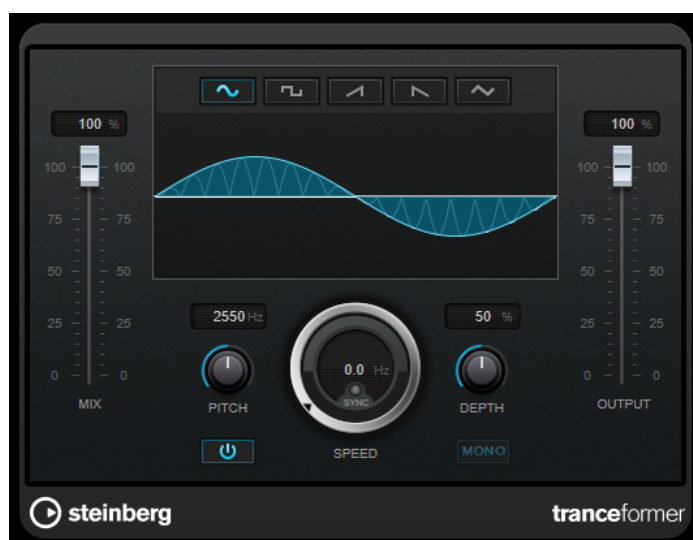 100 %
100 %
100 100
100 100
75 75
75 75
50 50
50 50
2550 Hz
50 %
25 25
25 25
0.0 Hz
0 0
SYNC
0 0
MIX
PITCH
DEPTH
OUTPUT
SPEED
MONO
steinberg
tranceformer